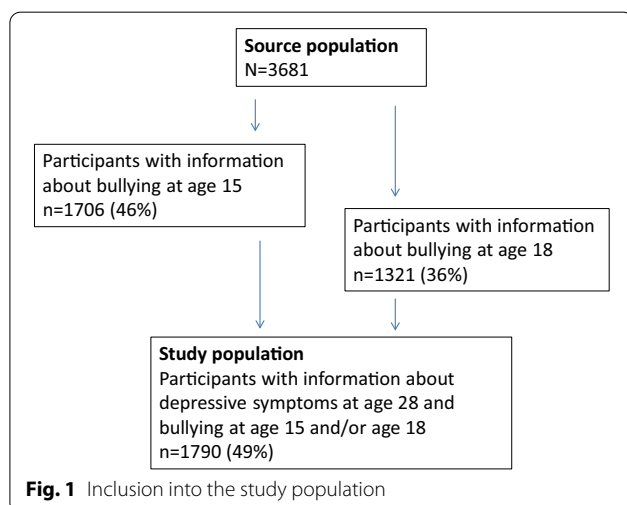 Source population
N=3681
Participants with information
about bullying at age 15
n=1706 (46%)
Participants with information
about bullying at age 18
n=1321 (36%)
Study population
Participants with information about
depressive symptoms at age 28 and
bullying at age 15 and/or age 18
n=1790 (49%)
Fig. 1 Inclusion into the study population